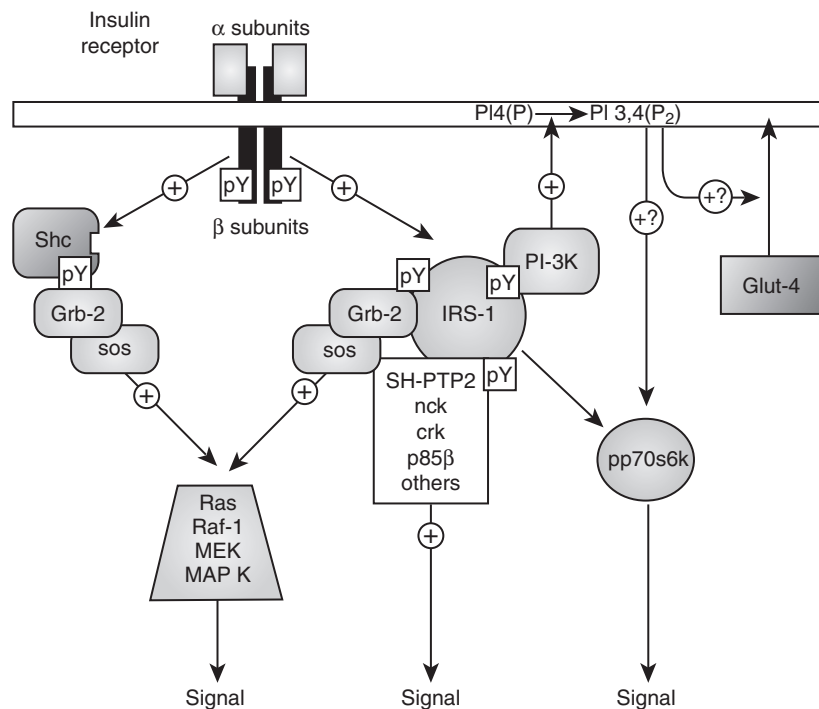 Insulin
receptor
α subunits
PI4(P)
PI 3,4(P₂)
+
pY
pY
+
β subunits
+
+?
+?
Shc
pY
Grb-2
sos
pY
Grb-2
sos
IRS-1
pY
PI-3K
Glut-4
+
+
SH-PTP2
nck
crk
p85β
others
pY
pp70s6k
Ras
Raf-1
MEK
MAP K
+
Signal
Signal
Signal